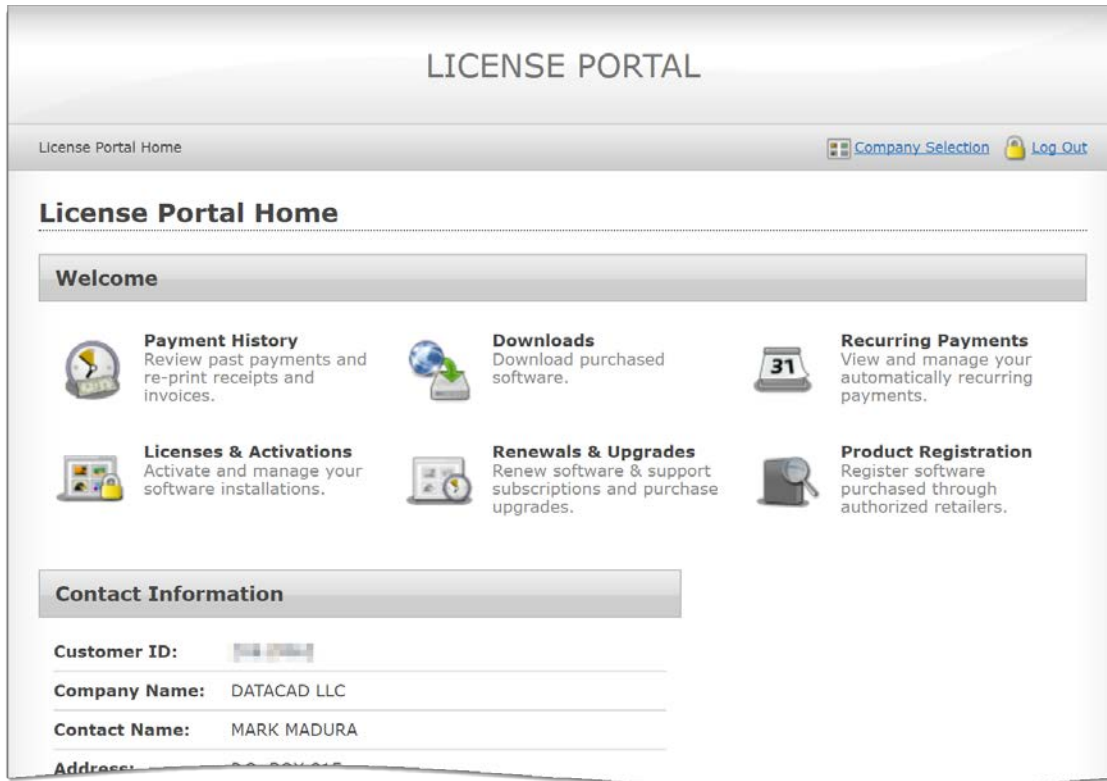 LICENSE PORTAL
License Portal Home
Company Selection
Log Out
License Portal Home
Welcome
Payment History
Review past payments and
re-print receipts and
invoices.
Downloads
Download purchased
software.
31
Recurring Payments
View and manage your
automatically recurring
payments.
Licenses & Activations
Activate and manage your
software installations.
Renewals & Upgrades
Renew software & support
subscriptions and purchase
upgrades.
Product Registration
Register software
purchased through
authorized retailers.
Contact Information
Customer ID:
Company Name: DATACAD LLC
Contact Name: MARK MADURA
Address: